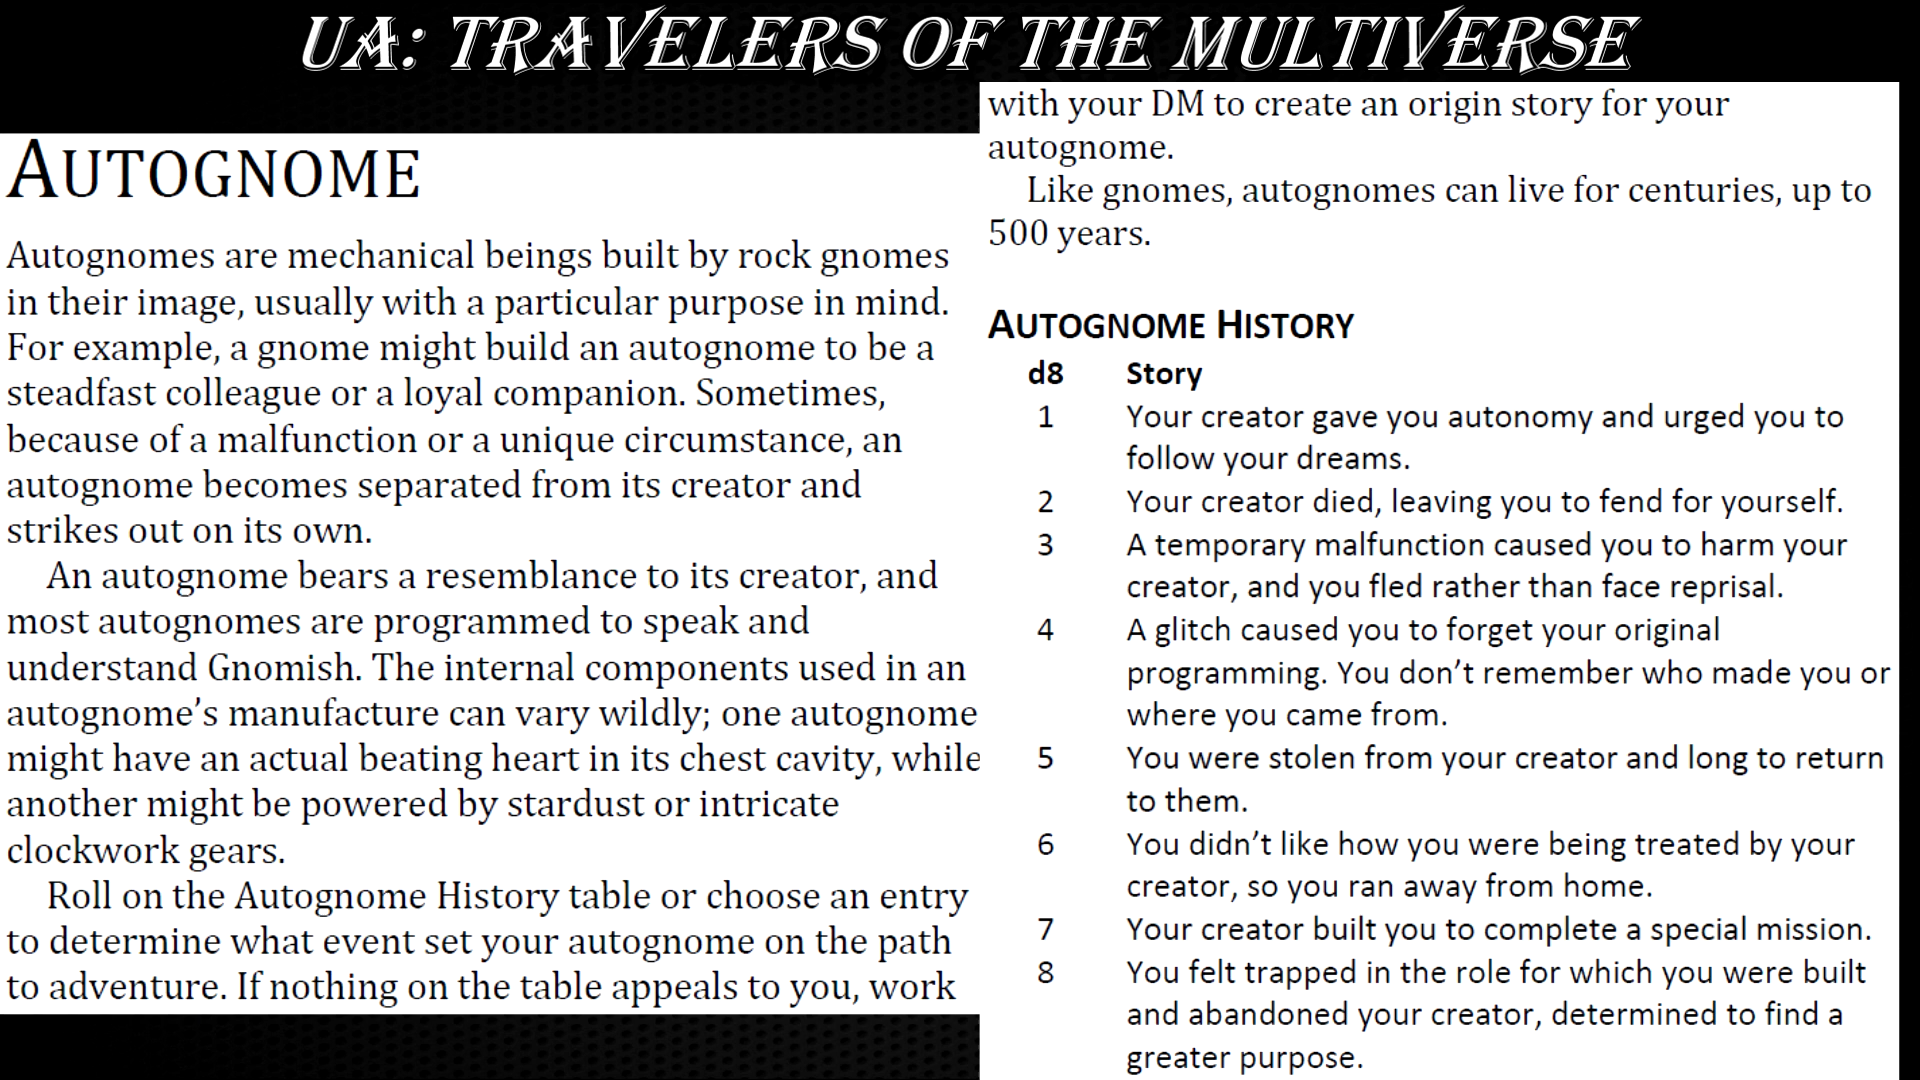 UA: TRAVELERS OF THE MULTIVERSE
AUTOGNOME
Autognomes are mechanical beings built by rock gnomes
in their image, usually with a particular purpose in mind.
For example, a gnome might build an autognome to be a
steadfast colleague or a loyal companion. Sometimes,
because of a malfunction or a unique circumstance, an
autognome becomes separated from its creator and
strikes out on its own.
An autognome bears a resemblance to its creator, and
most autognomes are programmed to speak and
understand Gnomish. The internal components used in an
autognome’s manufacture can vary wildly; one autognome
might have an actual beating heart in its chest cavity, while
another might be powered by stardust or intricate
clockwork gears.
Roll on the Autognome History table or choose an entry
to determine what event set your autognome on the path
to adventure. If nothing on the table appeals to you, work
with your DM to create an origin story for your
autognome.
Like gnomes, autognomes can live for centuries, up to
500 years.
AUTOGNOME HISTORY
d8 Story
1 Your creator gave you autonomy and urged you to
follow your dreams.
2 Your creator died, leaving you to fend for yourself.
3 A temporary malfunction caused you to harm your
creator, and you fled rather than face reprisal.
4 A glitch caused you to forget your original
programming. You don’t remember who made you or
where you came from.
5 You were stolen from your creator and long to return
to them.
6 You didn’t like how you were being treated by your
creator, so you ran away from home.
7 Your creator built you to complete a special mission.
8 You felt trapped in the role for which you were built
and abandoned your creator, determined to find a
greater purpose.